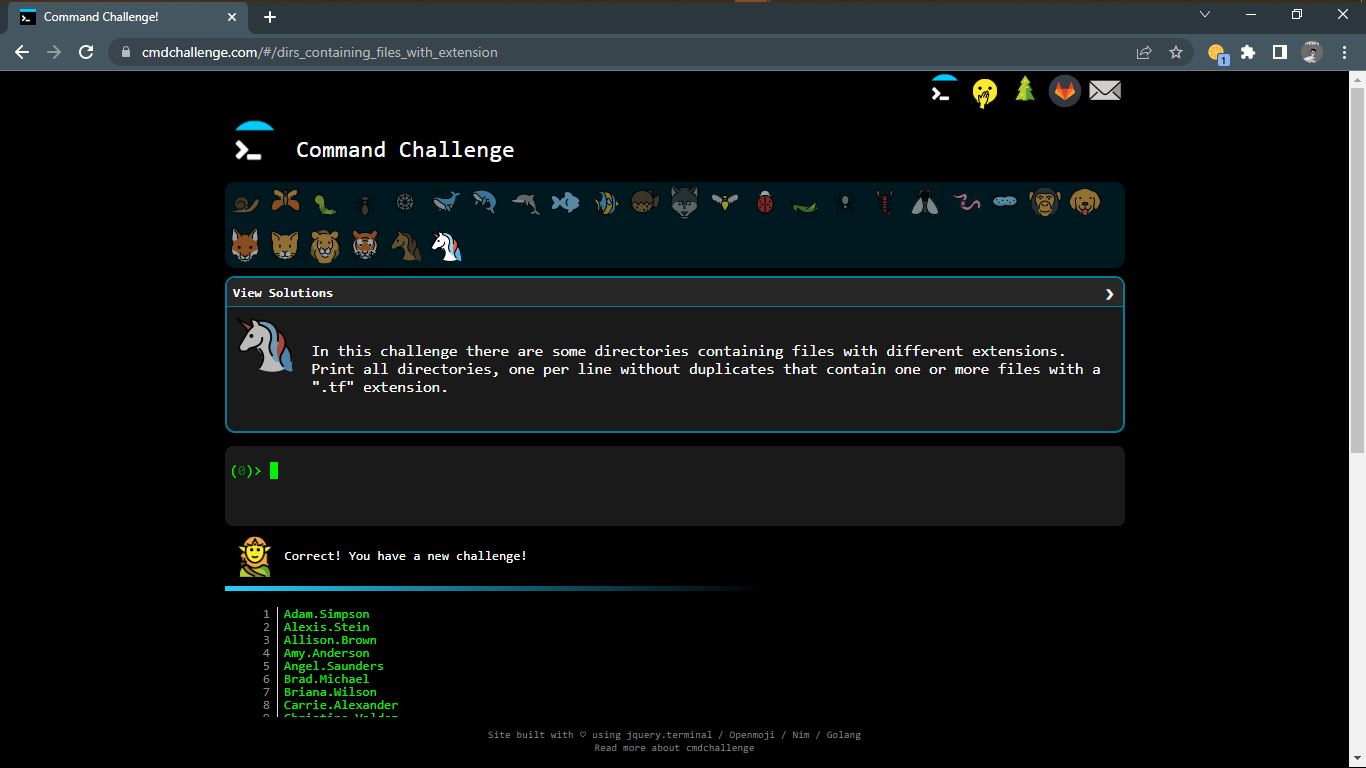 Command Challenge!
cmdchallenge.com/#/dirs_containing_files_with_extension
1
Command Challenge
View Solutions
In this challenge there are some directories containing files with different extensions.
Print all directories, one per line without duplicates that contain one or more files with a
".tf" extension.
(0)>
Correct! You have a new challenge!
1 Adam.Simpson
2 Alexis.Stein
3 Allison.Brown
4 Amy.Anderson
5 Angel.Saunders
6 Brad.Michael
7 Briana.Wilson
8 Carrie.Alexander
Site built with ♡ using jquery.terminal / Openmoji / Nim / Golang
Read more about cmdchallenge